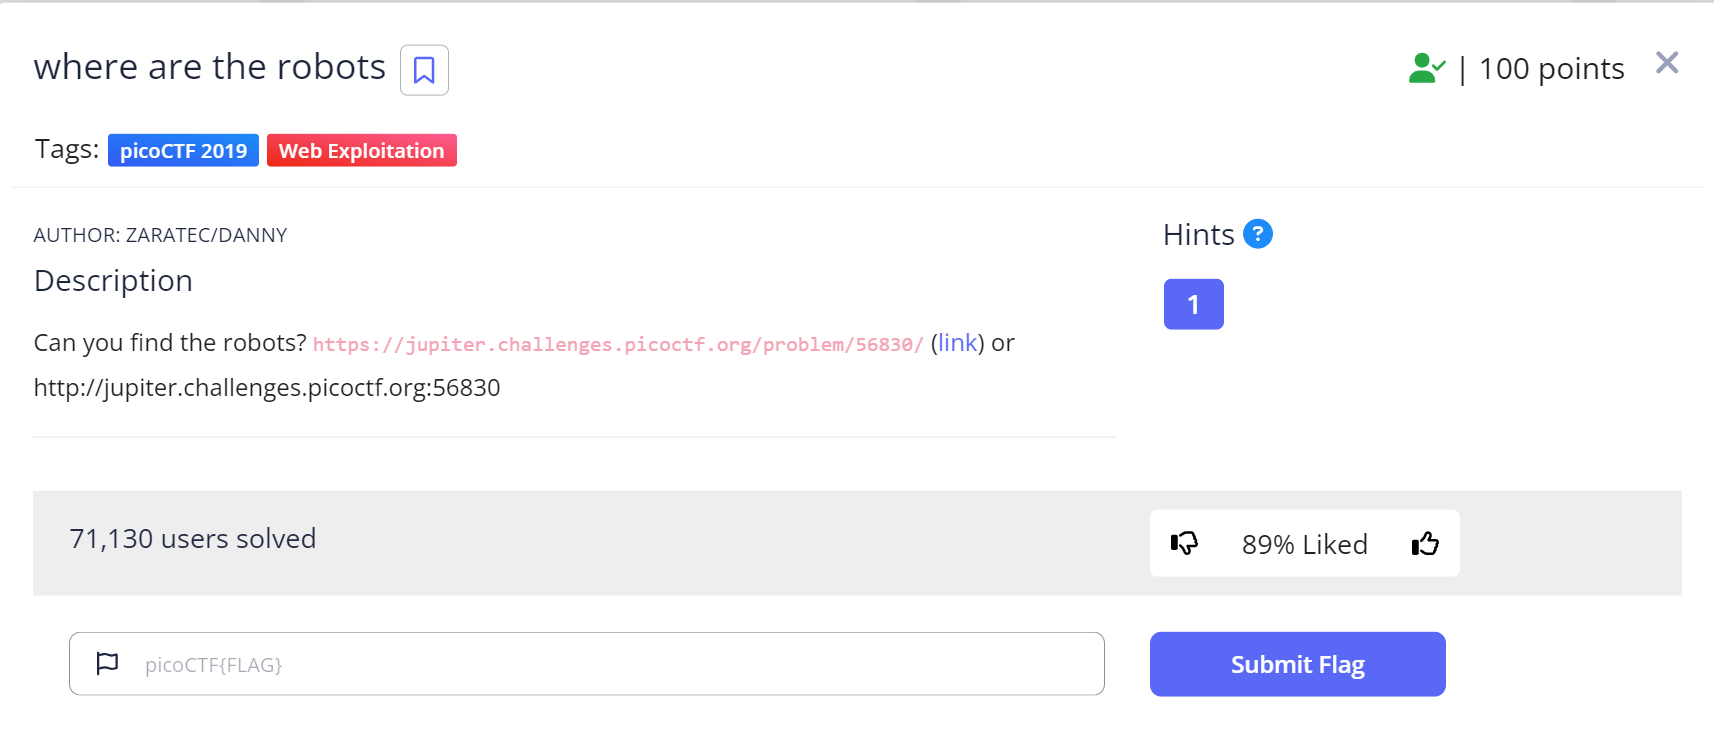 where are the robots
| 100 points
Tags: picoCTF 2019 Web Exploitation
AUTHOR: ZARATEC/DANNY
Hints ?
Description
1
Can you find the robots? https://jupiter.challenges.picoctf.org/problem/56830/ (link) or
http://jupiter.challenges.picoctf.org:56830
71,130 users solved
89% Liked
picoCTF{FLAG}
Submit Flag